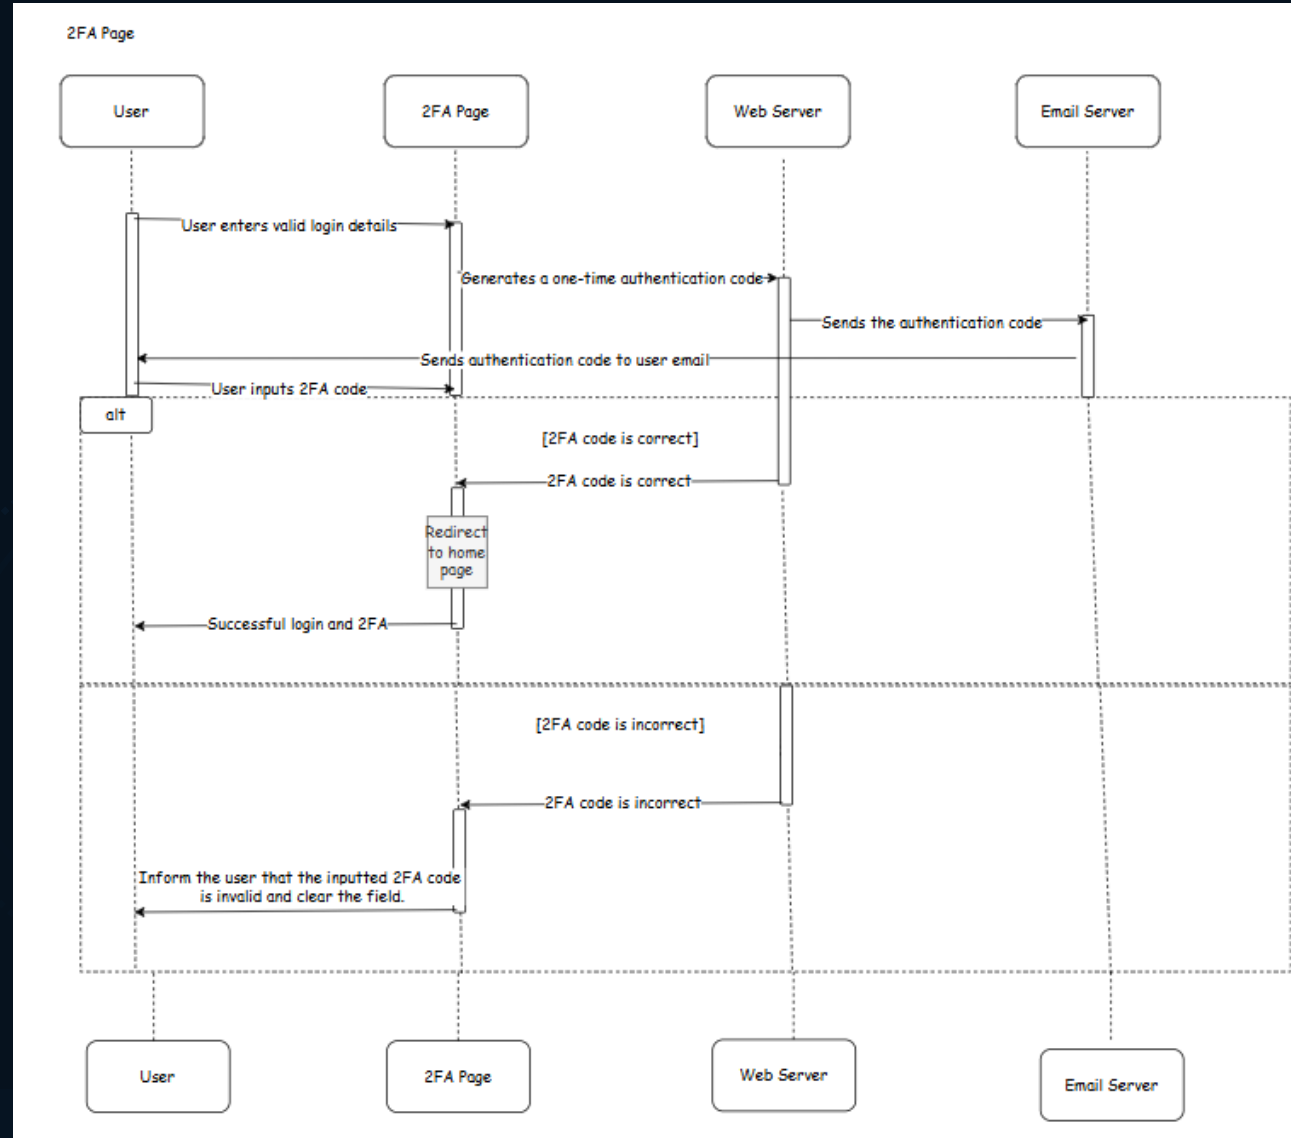 2FA Page
User
2FA Page
Web Server
Email Server
User enters valid login details
Generates a one-time authentication code
Sends the authentication code
Sends authentication code to user email
User inputs 2FA code
alt
[2FA code is correct]
2FA code is correct
Redirect
to home
page
Successful login and 2FA
[2FA code is incorrect]
2FA code is incorrect
Inform the user that the inputted 2FA code
is invalid and clear the field.
User
2FA Page
Web Server
Email Server